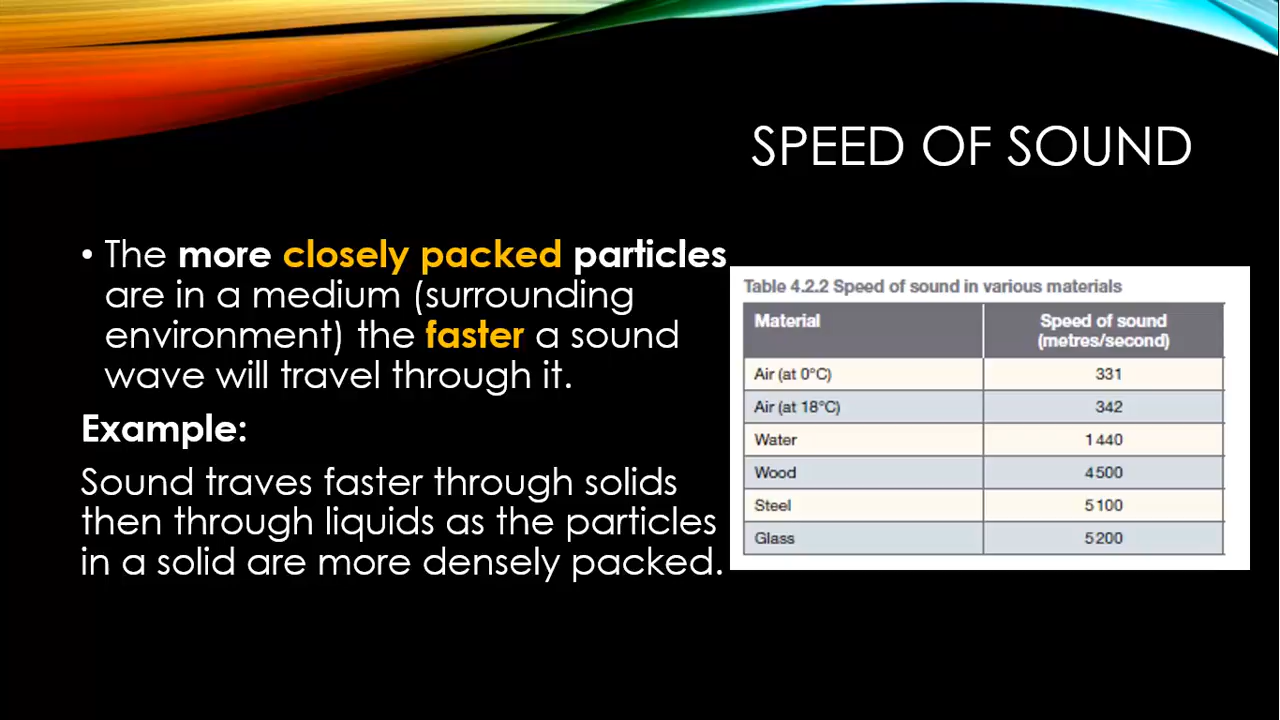 SPEED OF SOUND
• The more closely packed particles
are in a medium (surrounding
environment) the faster a sound
wave will travel through it.
Example:
Sound traves faster through solids
then through liquids as the particles
in a solid are more densely packed.
Table 4.2.2 Speed of sound in various materials
Material Speed of sound
(metres/second)
Air (at 0°C) 331
Air (at 18°C) 342
Water 1440
Wood 4500
Steel 5100
Glass 5200